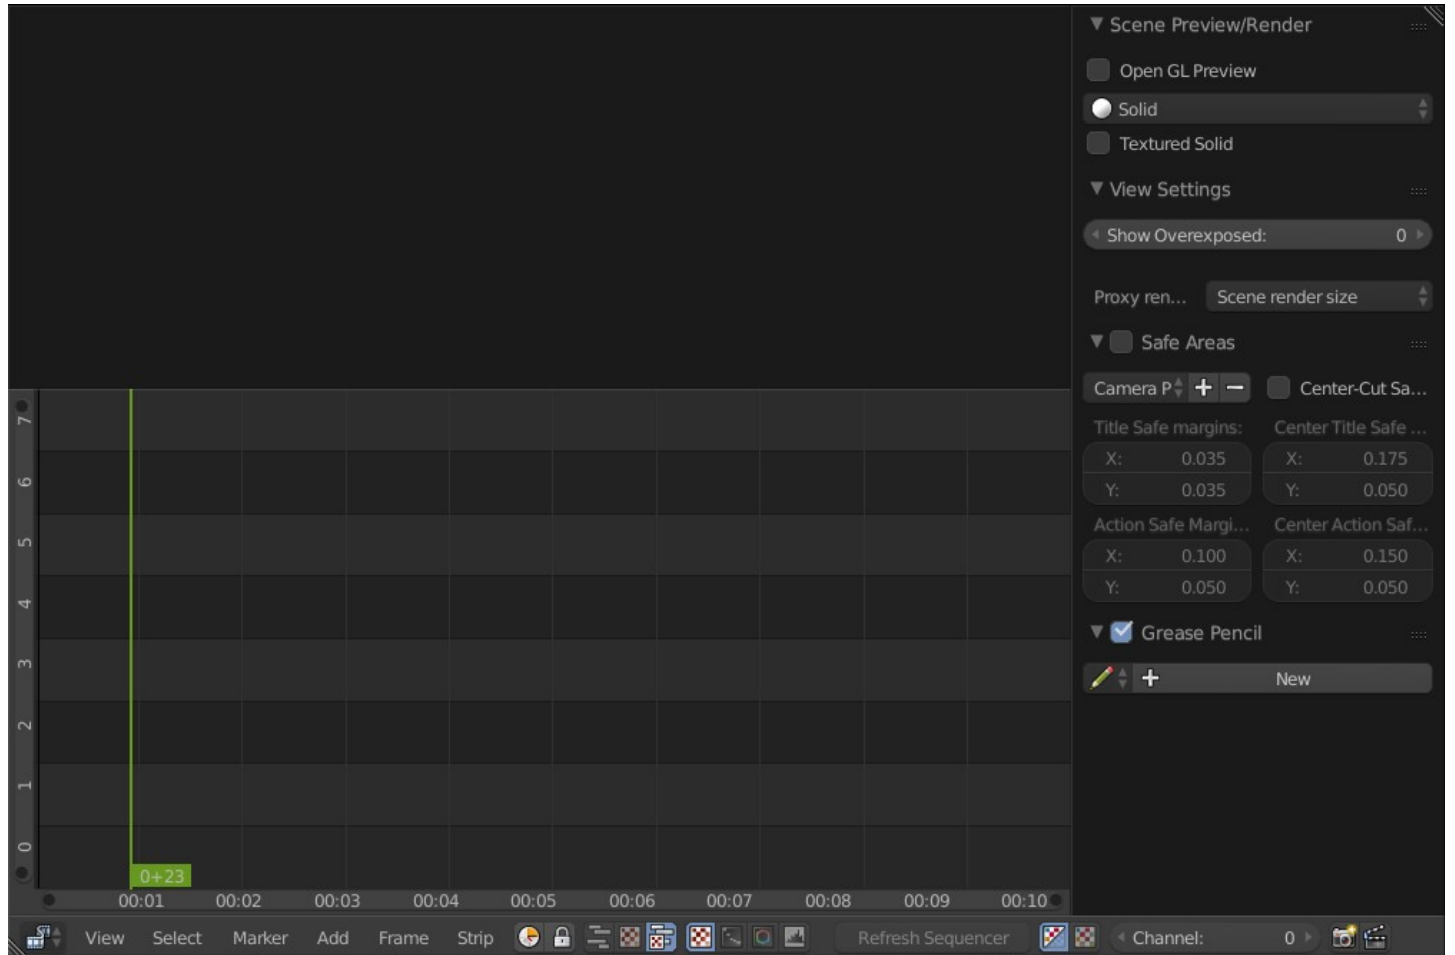 Scene Preview/Render
Open GL Preview
Solid
Textured Solid
View Settings
Show Overexposed: 0
Proxy ren... Scene render size
Safe Areas
Camera P Center-Cut Sa...
Title Safe margins: Center Title Safe ...
X: 0.035 X: 0.175
Y: 0.035 Y: 0.050
Action Safe Margi... Center Action Saf...
X: 0.100 X: 0.150
Y: 0.050 Y: 0.050
Grease Pencil
New
7
6
5
4
3
2
1
0
0+23
00:01 00:02 00:03 00:04 00:05 00:06 00:07 00:08 00:09 00:10
View Select Marker Add Frame Strip Refresh Sequencer Channel: 0